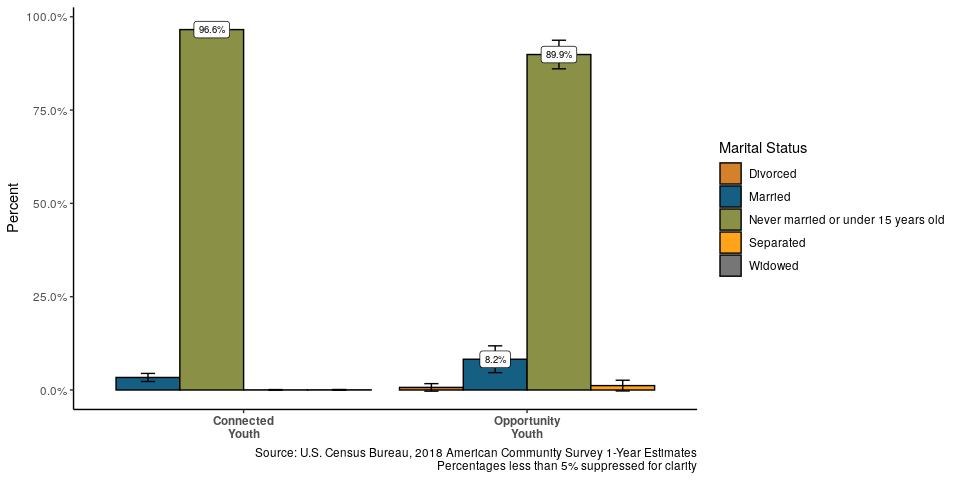 100.0%
75.0%
50.0%
25.0%
0.0%
Percent
96.6%
89.9%
8.2%
Connected
Youth
Opportunity
Youth
Marital Status
Divorced
Married
Never married or under 15 years old
Separated
Widowed
Source: U.S. Census Bureau, 2018 American Community Survey 1-Year Estimates
Percentages less than 5% suppressed for clarity